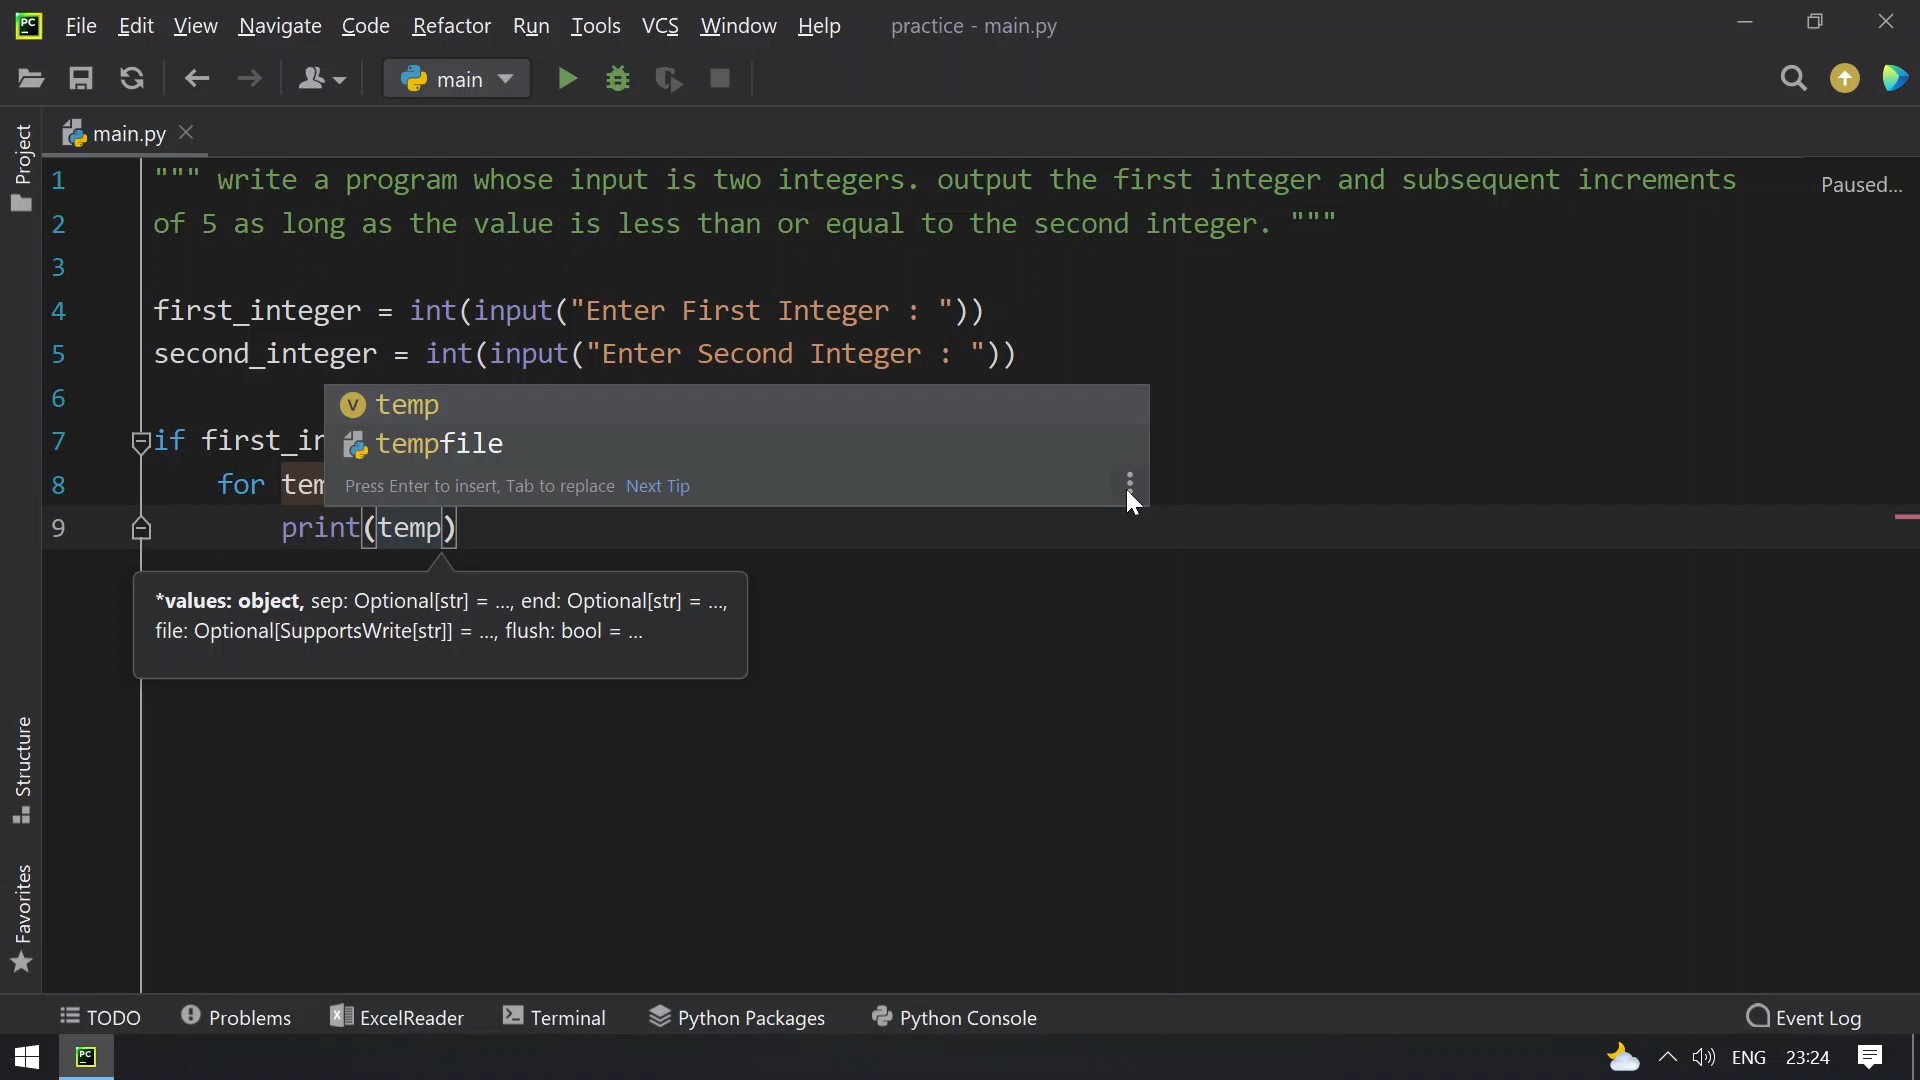 PC File Edit View Navigate Code Refactor Run Tools VCS Window Help practice - main.py
main
Project
main.py
1 """ write a program whose input is two integers. output the first integer and subsequent increments
Paused...
2 of 5 as long as the value is less than or equal to the second integer. """
3
4 first_integer = int(input("Enter First Integer : "))
5 second_integer = int(input("Enter Second Integer : "))
6
V temp
7 if first_in
tempfile
8 for tem
Press Enter to insert, Tab to replace Next Tip
9 print(temp)
*values: object, sep: Optional[str] = ..., end: Optional[str] = ...,
file: Optional[SupportsWrite[str]] = ..., flush: bool = ...
Structure
Favorites
TODO Problems ExcelReader Terminal Python Packages Python Console Event Log
PC ENG 23:24